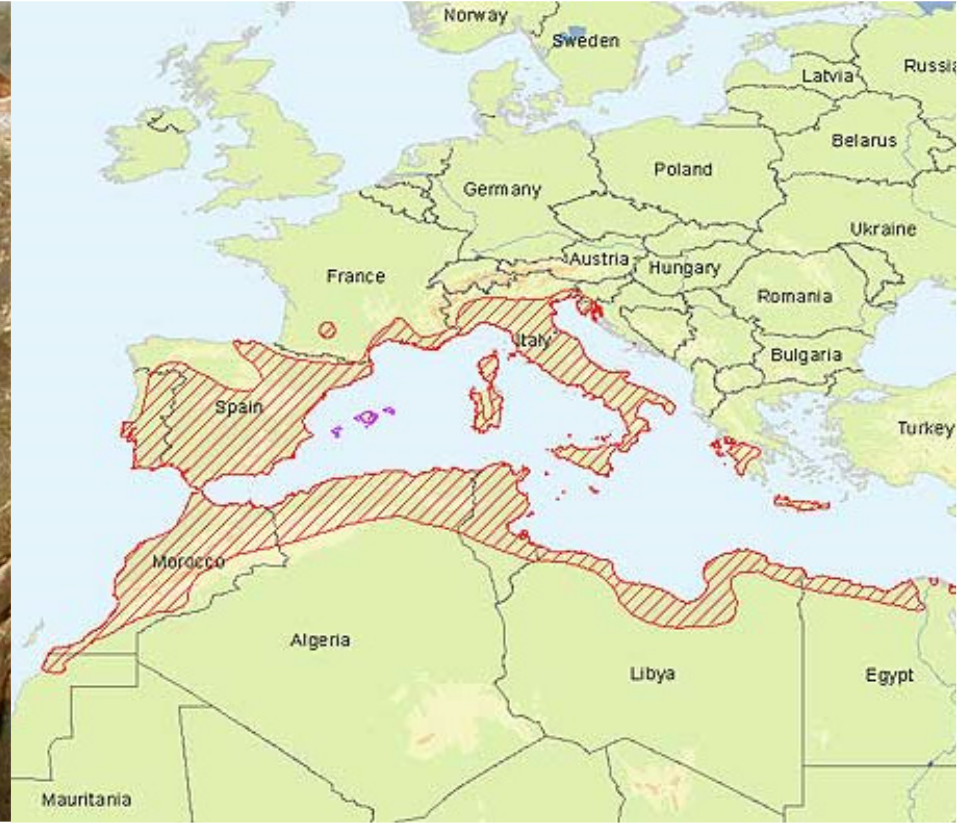 Norway
Sweden
Latvia
Russia
Belarus
Poland
Germany
Ukraine
Austria
Hungary
France
Romania
Italy
Bulgaria
Spain
Turkey
Morocco
Algeria
Libya
Egypt
Mauritania